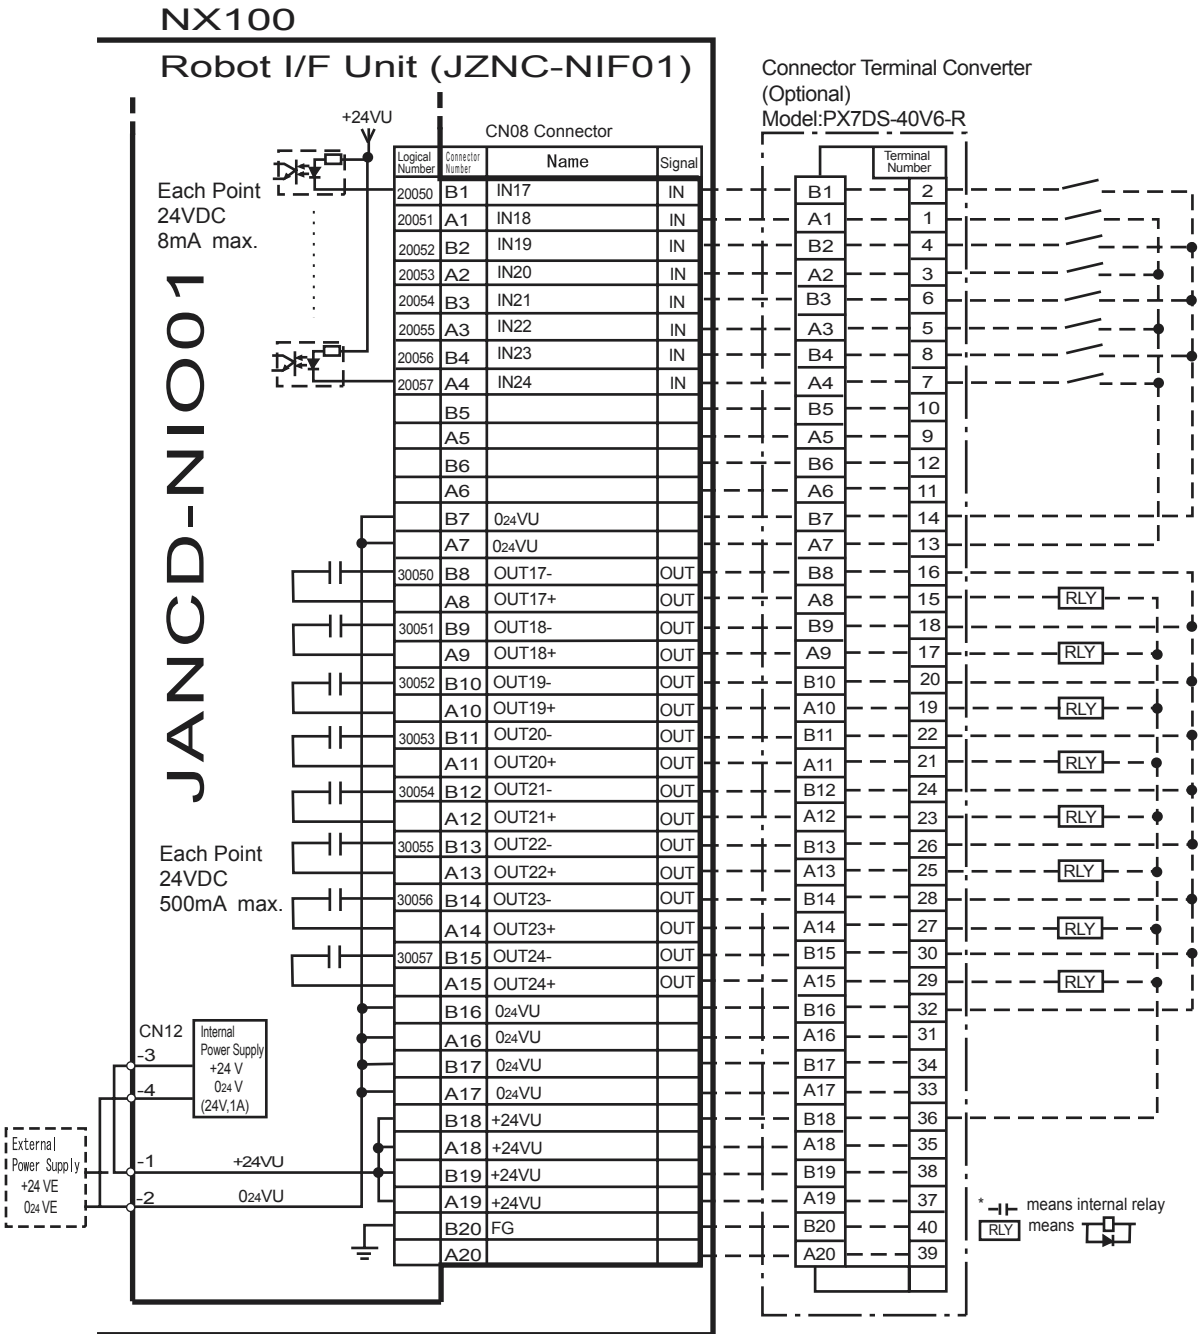 NX100
Robot I/F Unit (JZNC-NIF01)
Connector Terminal Converter
(Optional)
Model:PX7DS-40V6-R
+24VU
CN08 Connector
Logical Number Connector Number Name Signal Terminal Number
Each Point
24VDC
8mA max.
JANCD-NIO01
20050 B1 IN17 IN B1 2
20051 A1 IN18 IN A1 1
20052 B2 IN19 IN B2 4
20053 A2 IN20 IN A2 3
20054 B3 IN21 IN B3 6
20055 A3 IN22 IN A3 5
20056 B4 IN23 IN B4 8
20057 A4 IN24 IN A4 7
B5 B5 10
A5 A5 9
B6 B6 12
A6 A6 11
B7 024VU B7 14
A7 024VU A7 13
30050 B8 OUT17- OUT B8 16
A8 OUT17+ OUT A8 15 RLY
30051 B9 OUT18- OUT B9 18
A9 OUT18+ OUT A9 17 RLY
30052 B10 OUT19- OUT B10 20
A10 OUT19+ OUT A10 19 RLY
30053 B11 OUT20- OUT B11 22
A11 OUT20+ OUT A11 21 RLY
30054 B12 OUT21- OUT B12 24
A12 OUT21+ OUT A12 23 RLY
30055 B13 OUT22- OUT B13 26
A13 OUT22+ OUT A13 25 RLY
30056 B14 OUT23- OUT B14 28
A14 OUT23+ OUT A14 27 RLY
30057 B15 OUT24- OUT B15 30
A15 OUT24+ OUT A15 29 RLY
B16 024VU B16 32
A16 024VU A16 31
B17 024VU B17 34
A17 024VU A17 33
B18 +24VU B18 36
A18 +24VU A18 35
B19 +24VU B19 38
A19 +24VU A19 37
B20 FG B20 40
A20 A20 39
Each Point
24VDC
500mA max.
CN12
-3
-4
Internal
Power Supply
+24 V
024 V
(24V,1A)
External
Power Supply
+24 VE
024 VE
-1 +24VU
-2 024VU
* means internal relay
RLY means